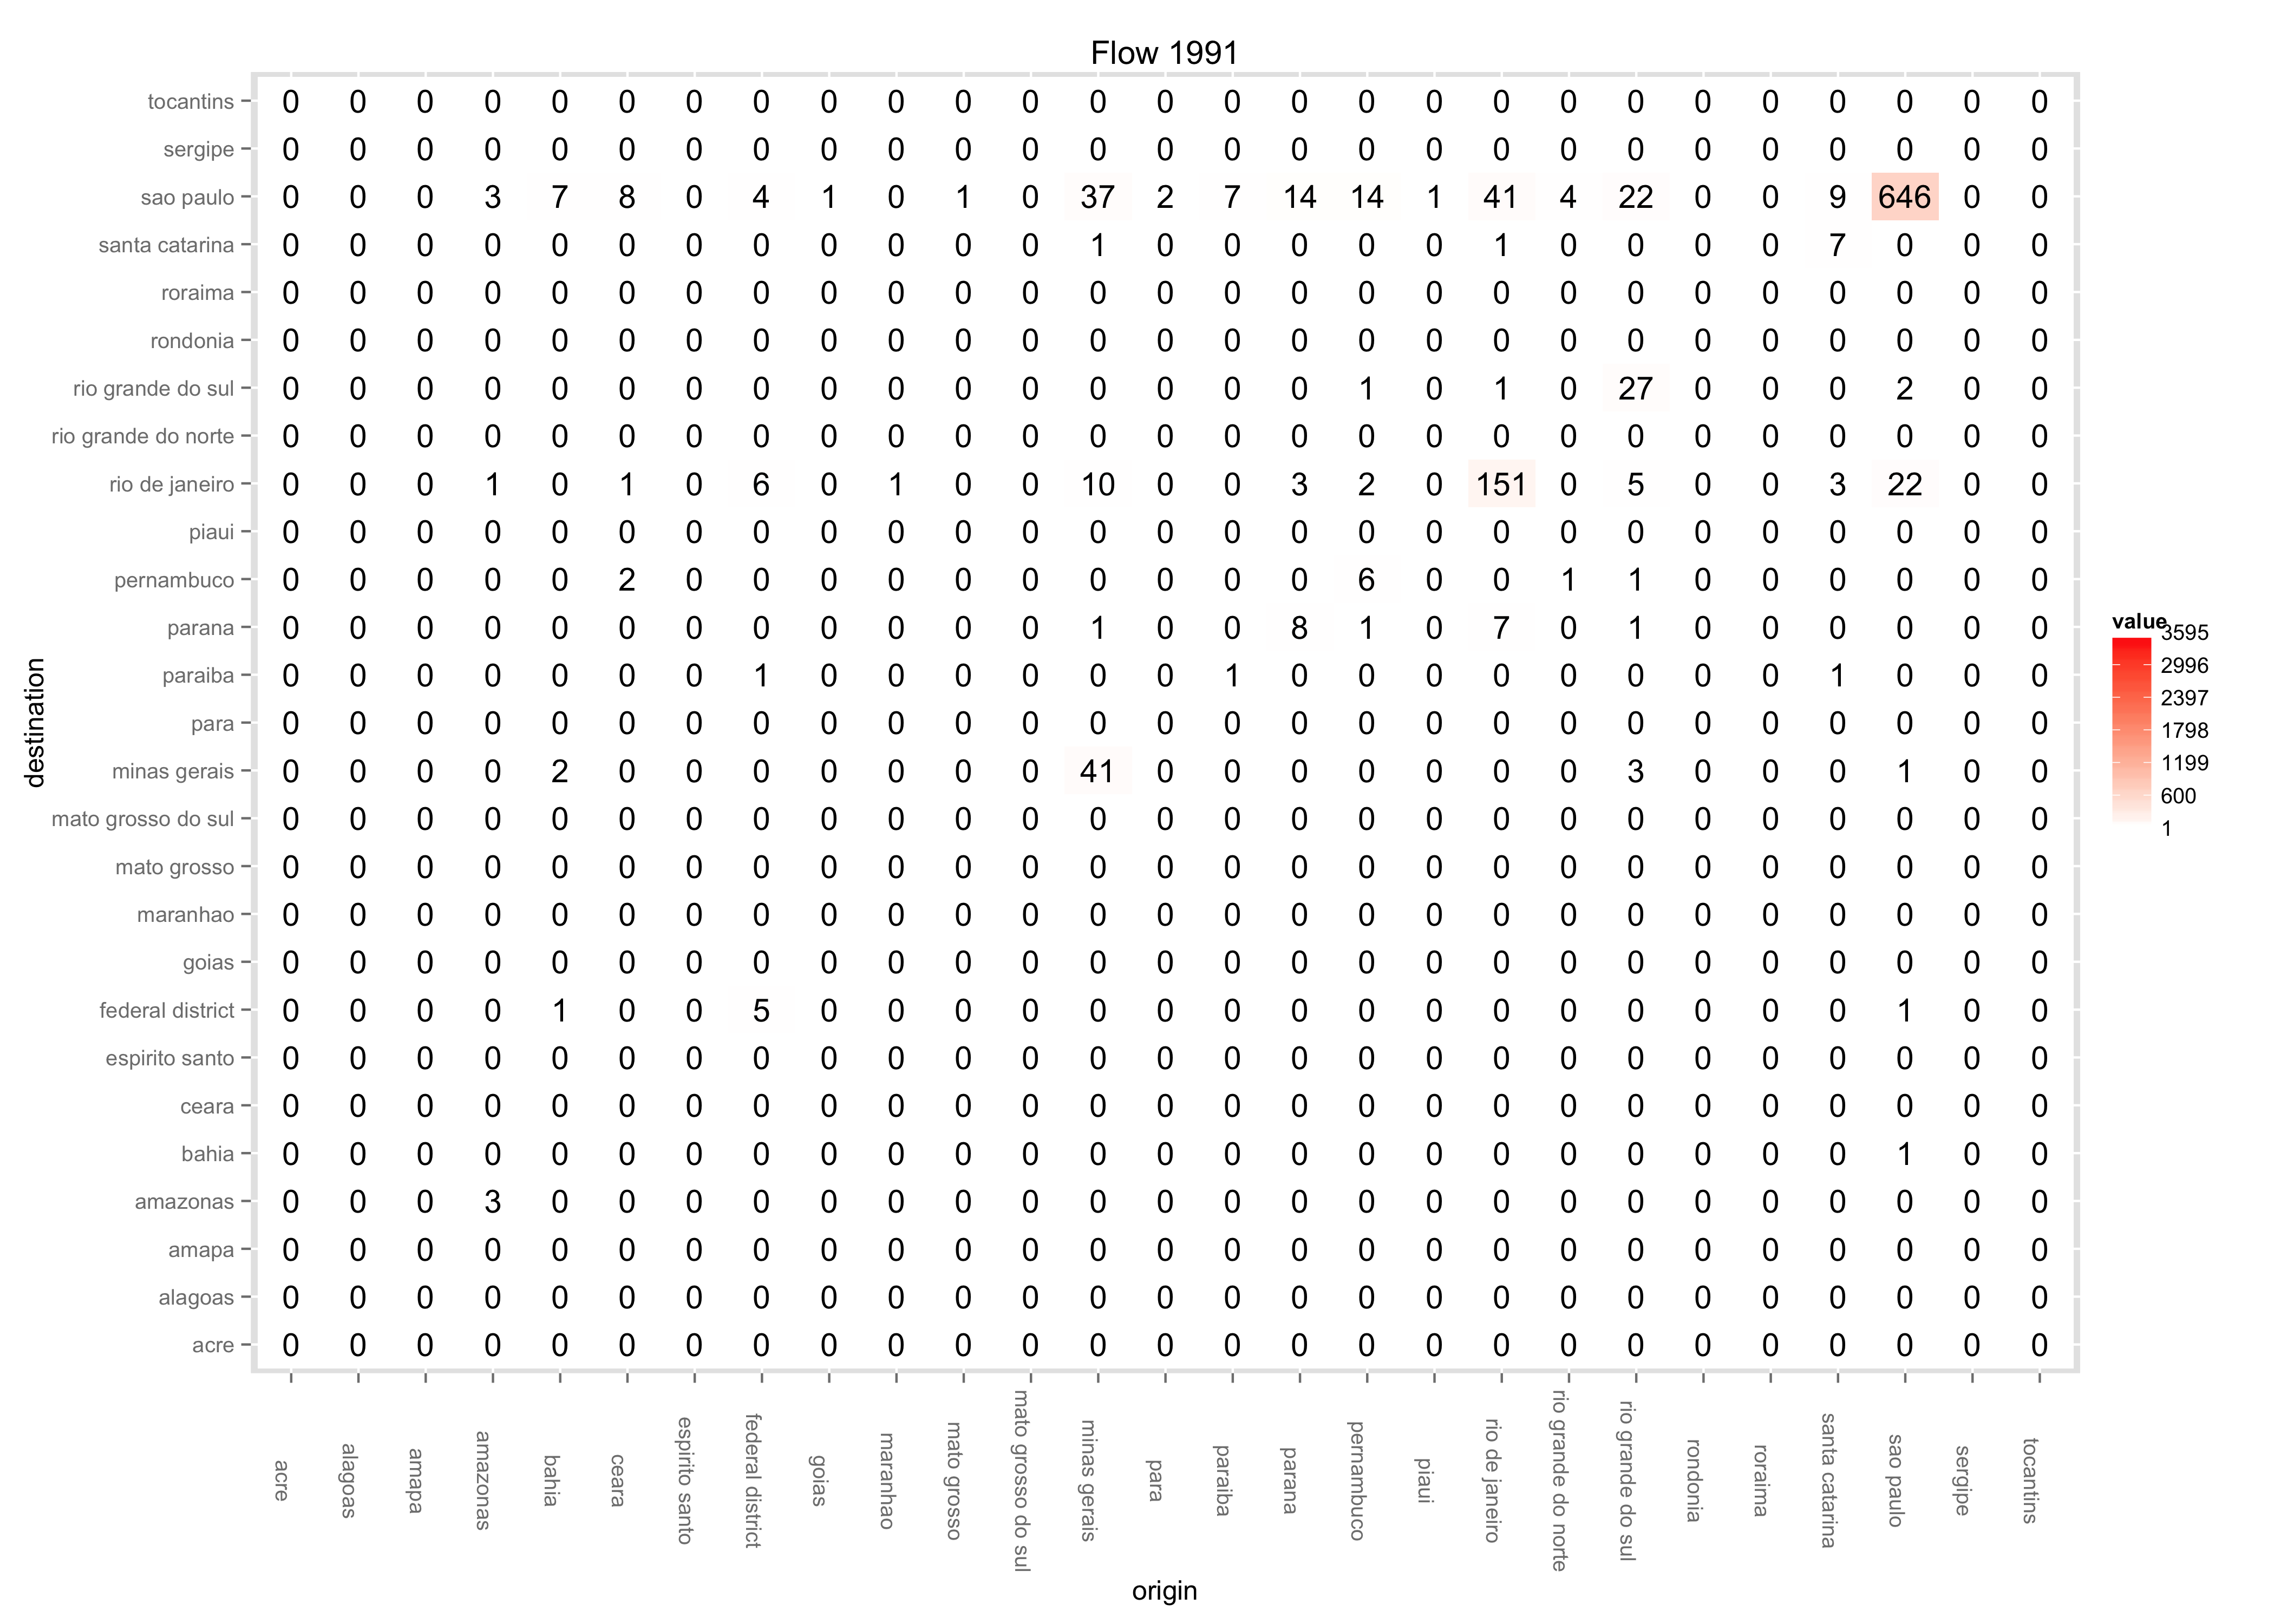 Flow 1991
tocantins 0 0 0 0 0 0 0 0 0 0 0 0 0 0 0 0 0 0 0 0 0 0 0 0 0 0 0
sergipe 0 0 0 0 0 0 0 0 0 0 0 0 0 0 0 0 0 0 0 0 0 0 0 0 0 0 0
sao paulo 0 0 0 3 7 8 0 4 1 0 1 0 37 2 7 14 14 1 41 4 22 0 0 9 646 0 0
santa catarina 0 0 0 0 0 0 0 0 0 0 0 0 1 0 0 0 0 0 1 0 0 0 0 7 0 0 0
roraima 0 0 0 0 0 0 0 0 0 0 0 0 0 0 0 0 0 0 0 0 0 0 0 0 0 0 0
rondonia 0 0 0 0 0 0 0 0 0 0 0 0 0 0 0 0 0 0 0 0 0 0 0 0 0 0 0
rio grande do sul 0 0 0 0 0 0 0 0 0 0 0 0 0 0 0 0 1 0 1 0 27 0 0 0 2 0 0
rio grande do norte 0 0 0 0 0 0 0 0 0 0 0 0 0 0 0 0 0 0 0 0 0 0 0 0 0 0 0
rio de janeiro 0 0 0 1 0 1 0 6 0 1 0 0 10 0 0 3 2 0 151 0 5 0 0 3 22 0 0
piaui 0 0 0 0 0 0 0 0 0 0 0 0 0 0 0 0 0 0 0 0 0 0 0 0 0 0 0
pernambuco 0 0 0 0 0 2 0 0 0 0 0 0 0 0 0 0 6 0 0 1 1 0 0 0 0 0 0
parana 0 0 0 0 0 0 0 0 0 0 0 0 1 0 0 8 1 0 7 0 1 0 0 0 0 0 0
paraiba 0 0 0 0 0 0 0 1 0 0 0 0 0 0 1 0 0 0 0 0 0 0 0 1 0 0 0
para 0 0 0 0 0 0 0 0 0 0 0 0 0 0 0 0 0 0 0 0 0 0 0 0 0 0 0
minas gerais 0 0 0 0 2 0 0 0 0 0 0 0 41 0 0 0 0 0 0 0 3 0 0 0 1 0 0
mato grosso do sul 0 0 0 0 0 0 0 0 0 0 0 0 0 0 0 0 0 0 0 0 0 0 0 0 0 0 0
mato grosso 0 0 0 0 0 0 0 0 0 0 0 0 0 0 0 0 0 0 0 0 0 0 0 0 0 0 0
maranhao 0 0 0 0 0 0 0 0 0 0 0 0 0 0 0 0 0 0 0 0 0 0 0 0 0 0 0
goias 0 0 0 0 0 0 0 0 0 0 0 0 0 0 0 0 0 0 0 0 0 0 0 0 0 0 0
federal district 0 0 0 0 1 0 0 5 0 0 0 0 0 0 0 0 0 0 0 0 0 0 0 0 1 0 0
espirito santo 0 0 0 0 0 0 0 0 0 0 0 0 0 0 0 0 0 0 0 0 0 0 0 0 0 0 0
ceara 0 0 0 0 0 0 0 0 0 0 0 0 0 0 0 0 0 0 0 0 0 0 0 0 0 0 0
bahia 0 0 0 0 0 0 0 0 0 0 0 0 0 0 0 0 0 0 0 0 0 0 0 0 1 0 0
amazonas 0 0 0 3 0 0 0 0 0 0 0 0 0 0 0 0 0 0 0 0 0 0 0 0 0 0 0
amapa 0 0 0 0 0 0 0 0 0 0 0 0 0 0 0 0 0 0 0 0 0 0 0 0 0 0 0
alagoas 0 0 0 0 0 0 0 0 0 0 0 0 0 0 0 0 0 0 0 0 0 0 0 0 0 0 0
acre 0 0 0 0 0 0 0 0 0 0 0 0 0 0 0 0 0 0 0 0 0 0 0 0 0 0 0
destination
acre
alagoas
amapa
amazonas
bahia
ceara
espirito santo
federal district
goias
maranhao
mato grosso
mato grosso do sul
minas gerais
para
paraiba
parana
pernambuco
piaui
rio de janeiro
rio grande do norte
rio grande do sul
rondonia
roraima
santa catarina
sao paulo
sergipe
tocantins
origin
value
3595
2996
2397
1798
1199
600
1